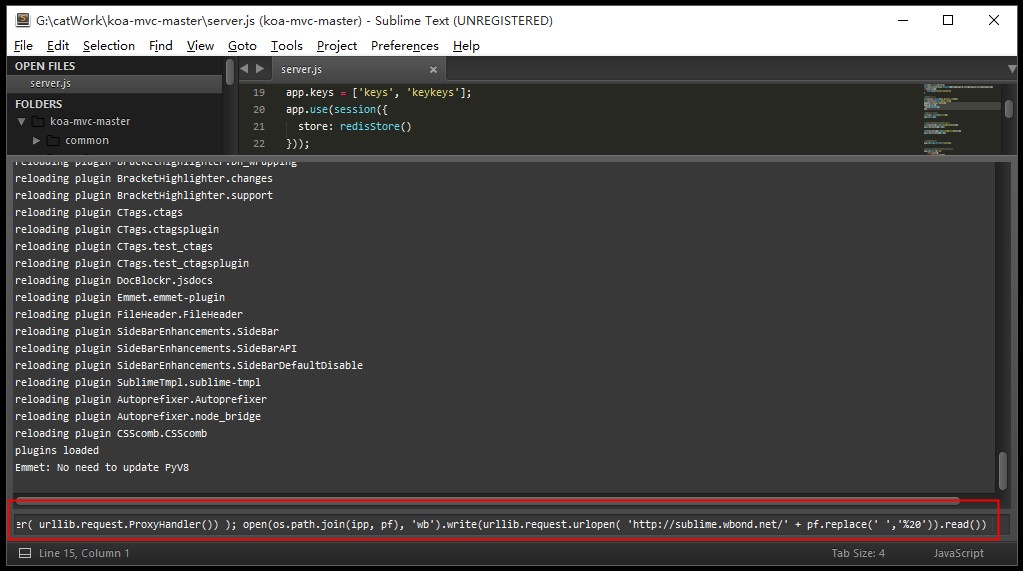 G:\catWork\koa-mvc-master\server.js (koa-mvc-master) - Sublime Text (UNREGISTERED)
File Edit Selection Find View Goto Tools Project Preferences Help
OPEN FILES
server.js
FOLDERS
koa-mvc-master
common
server.js
19 app.keys = ['keys', 'keykeys'];
20 app.use(session({
21 store: redisStore()
22 }));
reloading plugin BracketHighlighter.bh_wrapping
reloading plugin BracketHighlighter.changes
reloading plugin BracketHighlighter.support
reloading plugin CTags.ctags
reloading plugin CTags.ctagsplugin
reloading plugin CTags.test_ctags
reloading plugin CTags.test_ctagsplugin
reloading plugin DocBlockr.jsdocs
reloading plugin Emmet.emmet-plugin
reloading plugin FileHeader.FileHeader
reloading plugin SideBarEnhancements.SideBar
reloading plugin SideBarEnhancements.SideBarAPI
reloading plugin SideBarEnhancements.SideBarDefaultDisable
reloading plugin SublimeTmpl.sublime-tmpl
reloading plugin Autoprefixer.Autoprefixer
reloading plugin Autoprefixer.node_bridge
reloading plugin CSScomb.CSScomb
plugins loaded
Emmet: No need to update PyV8
er( urllib.request.ProxyHandler()) ); open(os.path.join(ipp, pf), 'wb').write(urllib.request.urlopen( 'http://sublime.wbond.net/' + pf.replace(' ','%20')).read())
Line 15, Column 1
Tab Size: 4
JavaScript